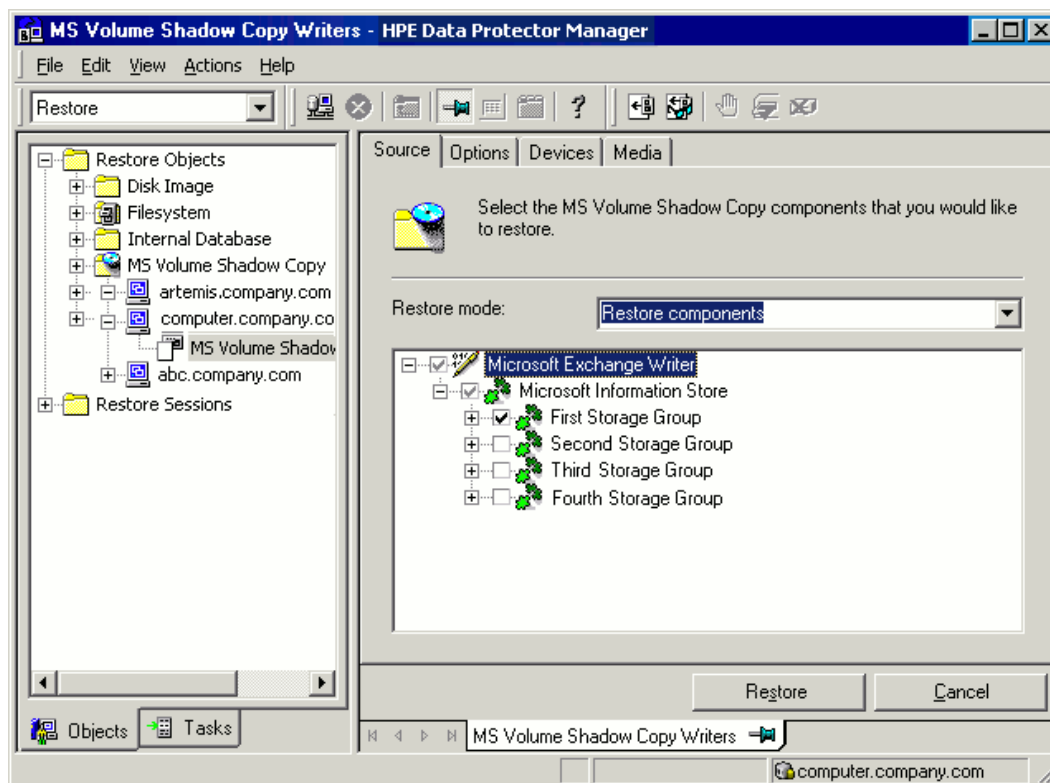 MS Volume Shadow Copy Writers - HPE Data Protector Manager
File Edit View Actions Help
Restore
Restore Objects
Disk Image
Filesystem
Internal Database
MS Volume Shadow Copy
artemis.company.com
computer.company.co
MS Volume Shadow
abc.company.com
Restore Sessions
Objects Tasks
Source Options Devices Media
Select the MS Volume Shadow Copy components that you would like
to restore.
Restore mode: Restore components
Microsoft Exchange Writer
Microsoft Information Store
First Storage Group
Second Storage Group
Third Storage Group
Fourth Storage Group
Restore Cancel
MS Volume Shadow Copy Writers
computer.company.com